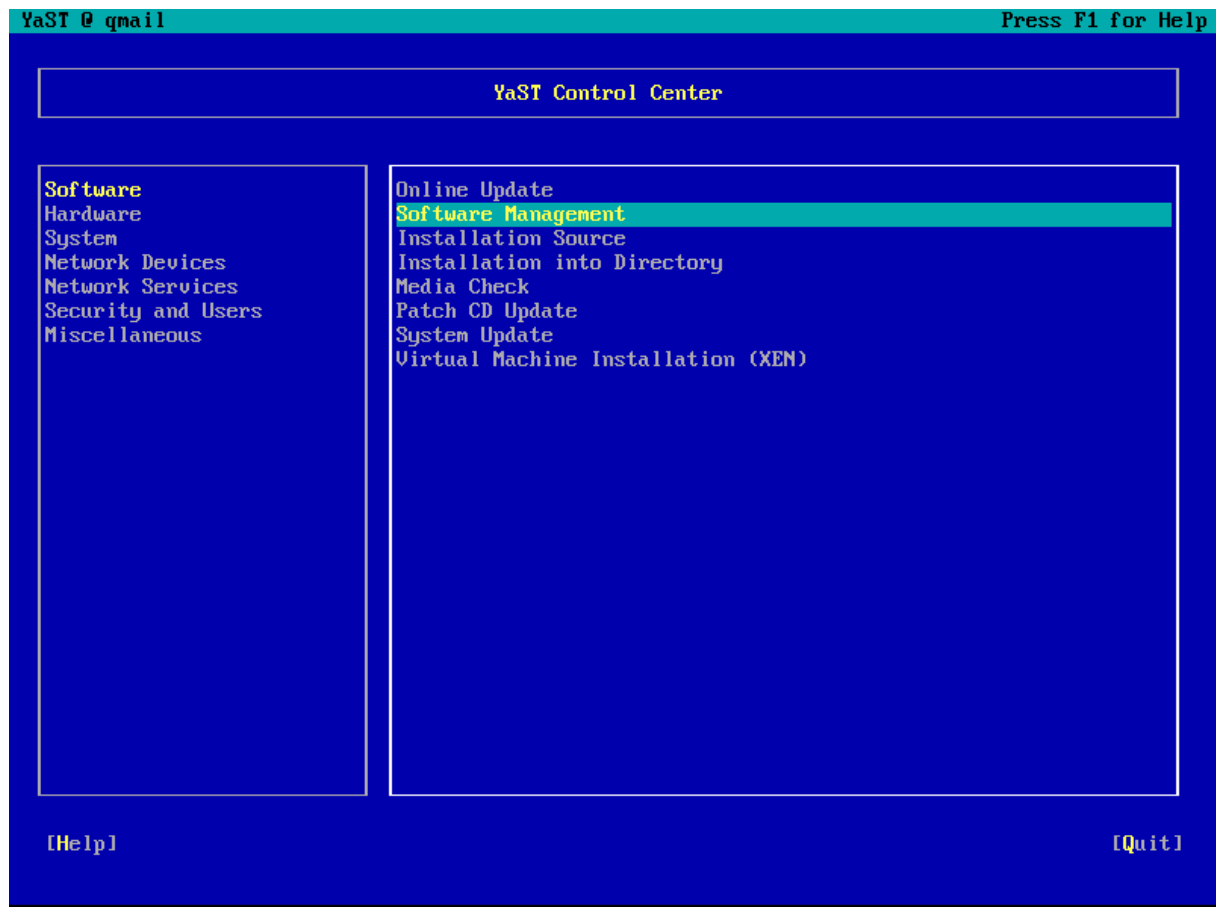 YaST @ qmail Press F1 for Help
YaST Control Center
Software
Hardware
System
Network Devices
Network Services
Security and Users
Miscellaneous
Online Update
Software Management
Installation Source
Installation into Directory
Media Check
Patch CD Update
System Update
Virtual Machine Installation (XEN)
[Help] [Quit]